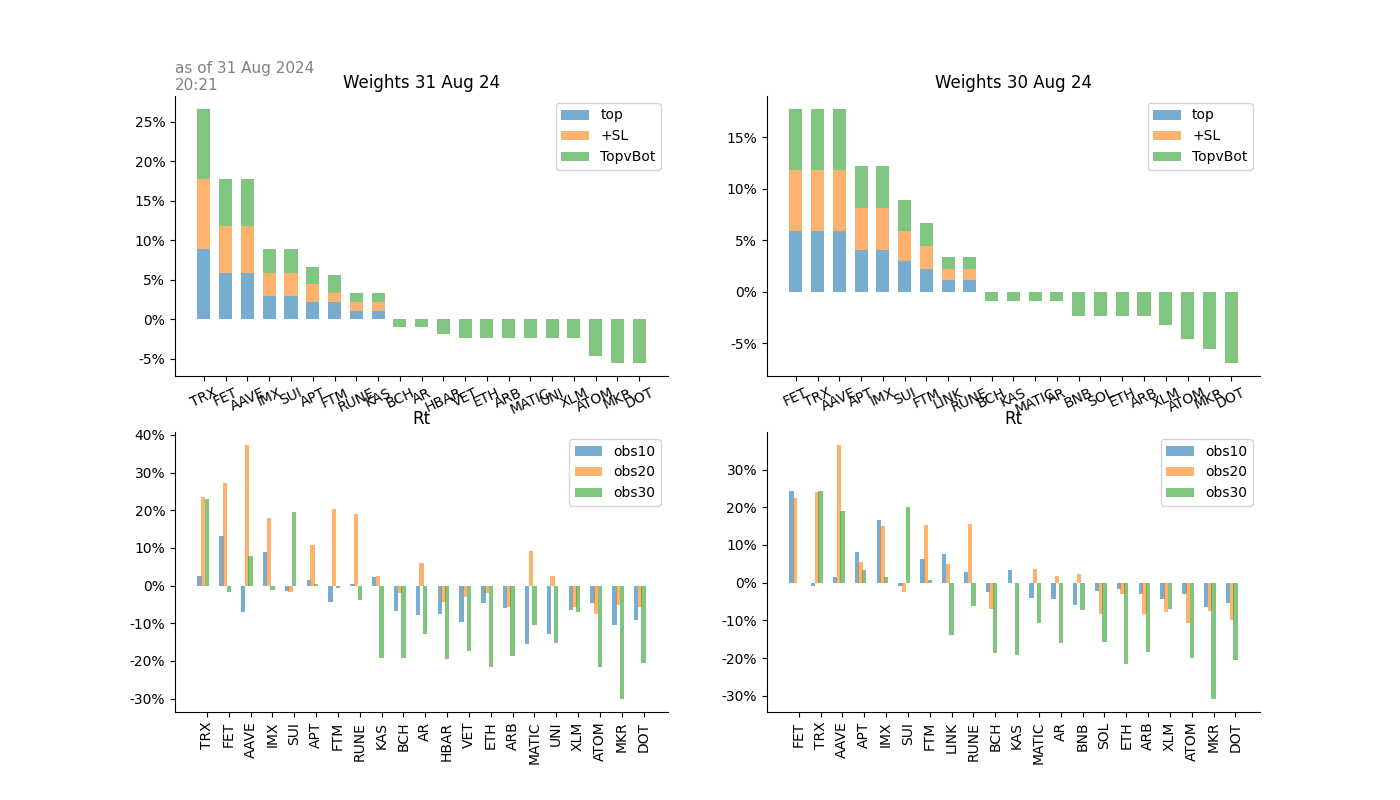 as of 31 Aug 2024
20:21
Weights 31 Aug 24
25%
20%
15%
10%
5%
0%
-5%
top
+SL
TopvBot
TRX FET AAVE IMX SUI APT FTM RUNE KAS BCH AR HBAR VET ETH ARB MATIC UNI XLM ATOM MKR DOT
Weights 30 Aug 24
15%
10%
5%
0%
-5%
top
+SL
TopvBot
FET TRX AAVE APT IMX SUI FTM LINK RUNE BCH KAS MATIC AR BNB SOL ETH ARB XLM ATOM MKR DOT
Rt
40%
30%
20%
10%
0%
-10%
-20%
-30%
obs10
obs20
obs30
TRX FET AAVE IMX SUI APT FTM RUNE KAS BCH AR HBAR VET ETH ARB MATIC UNI XLM ATOM MKR DOT
Rt
30%
20%
10%
0%
-10%
-20%
-30%
obs10
obs20
obs30
FET TRX AAVE APT IMX SUI FTM LINK RUNE BCH KAS MATIC AR BNB SOL ETH ARB XLM ATOM MKR DOT